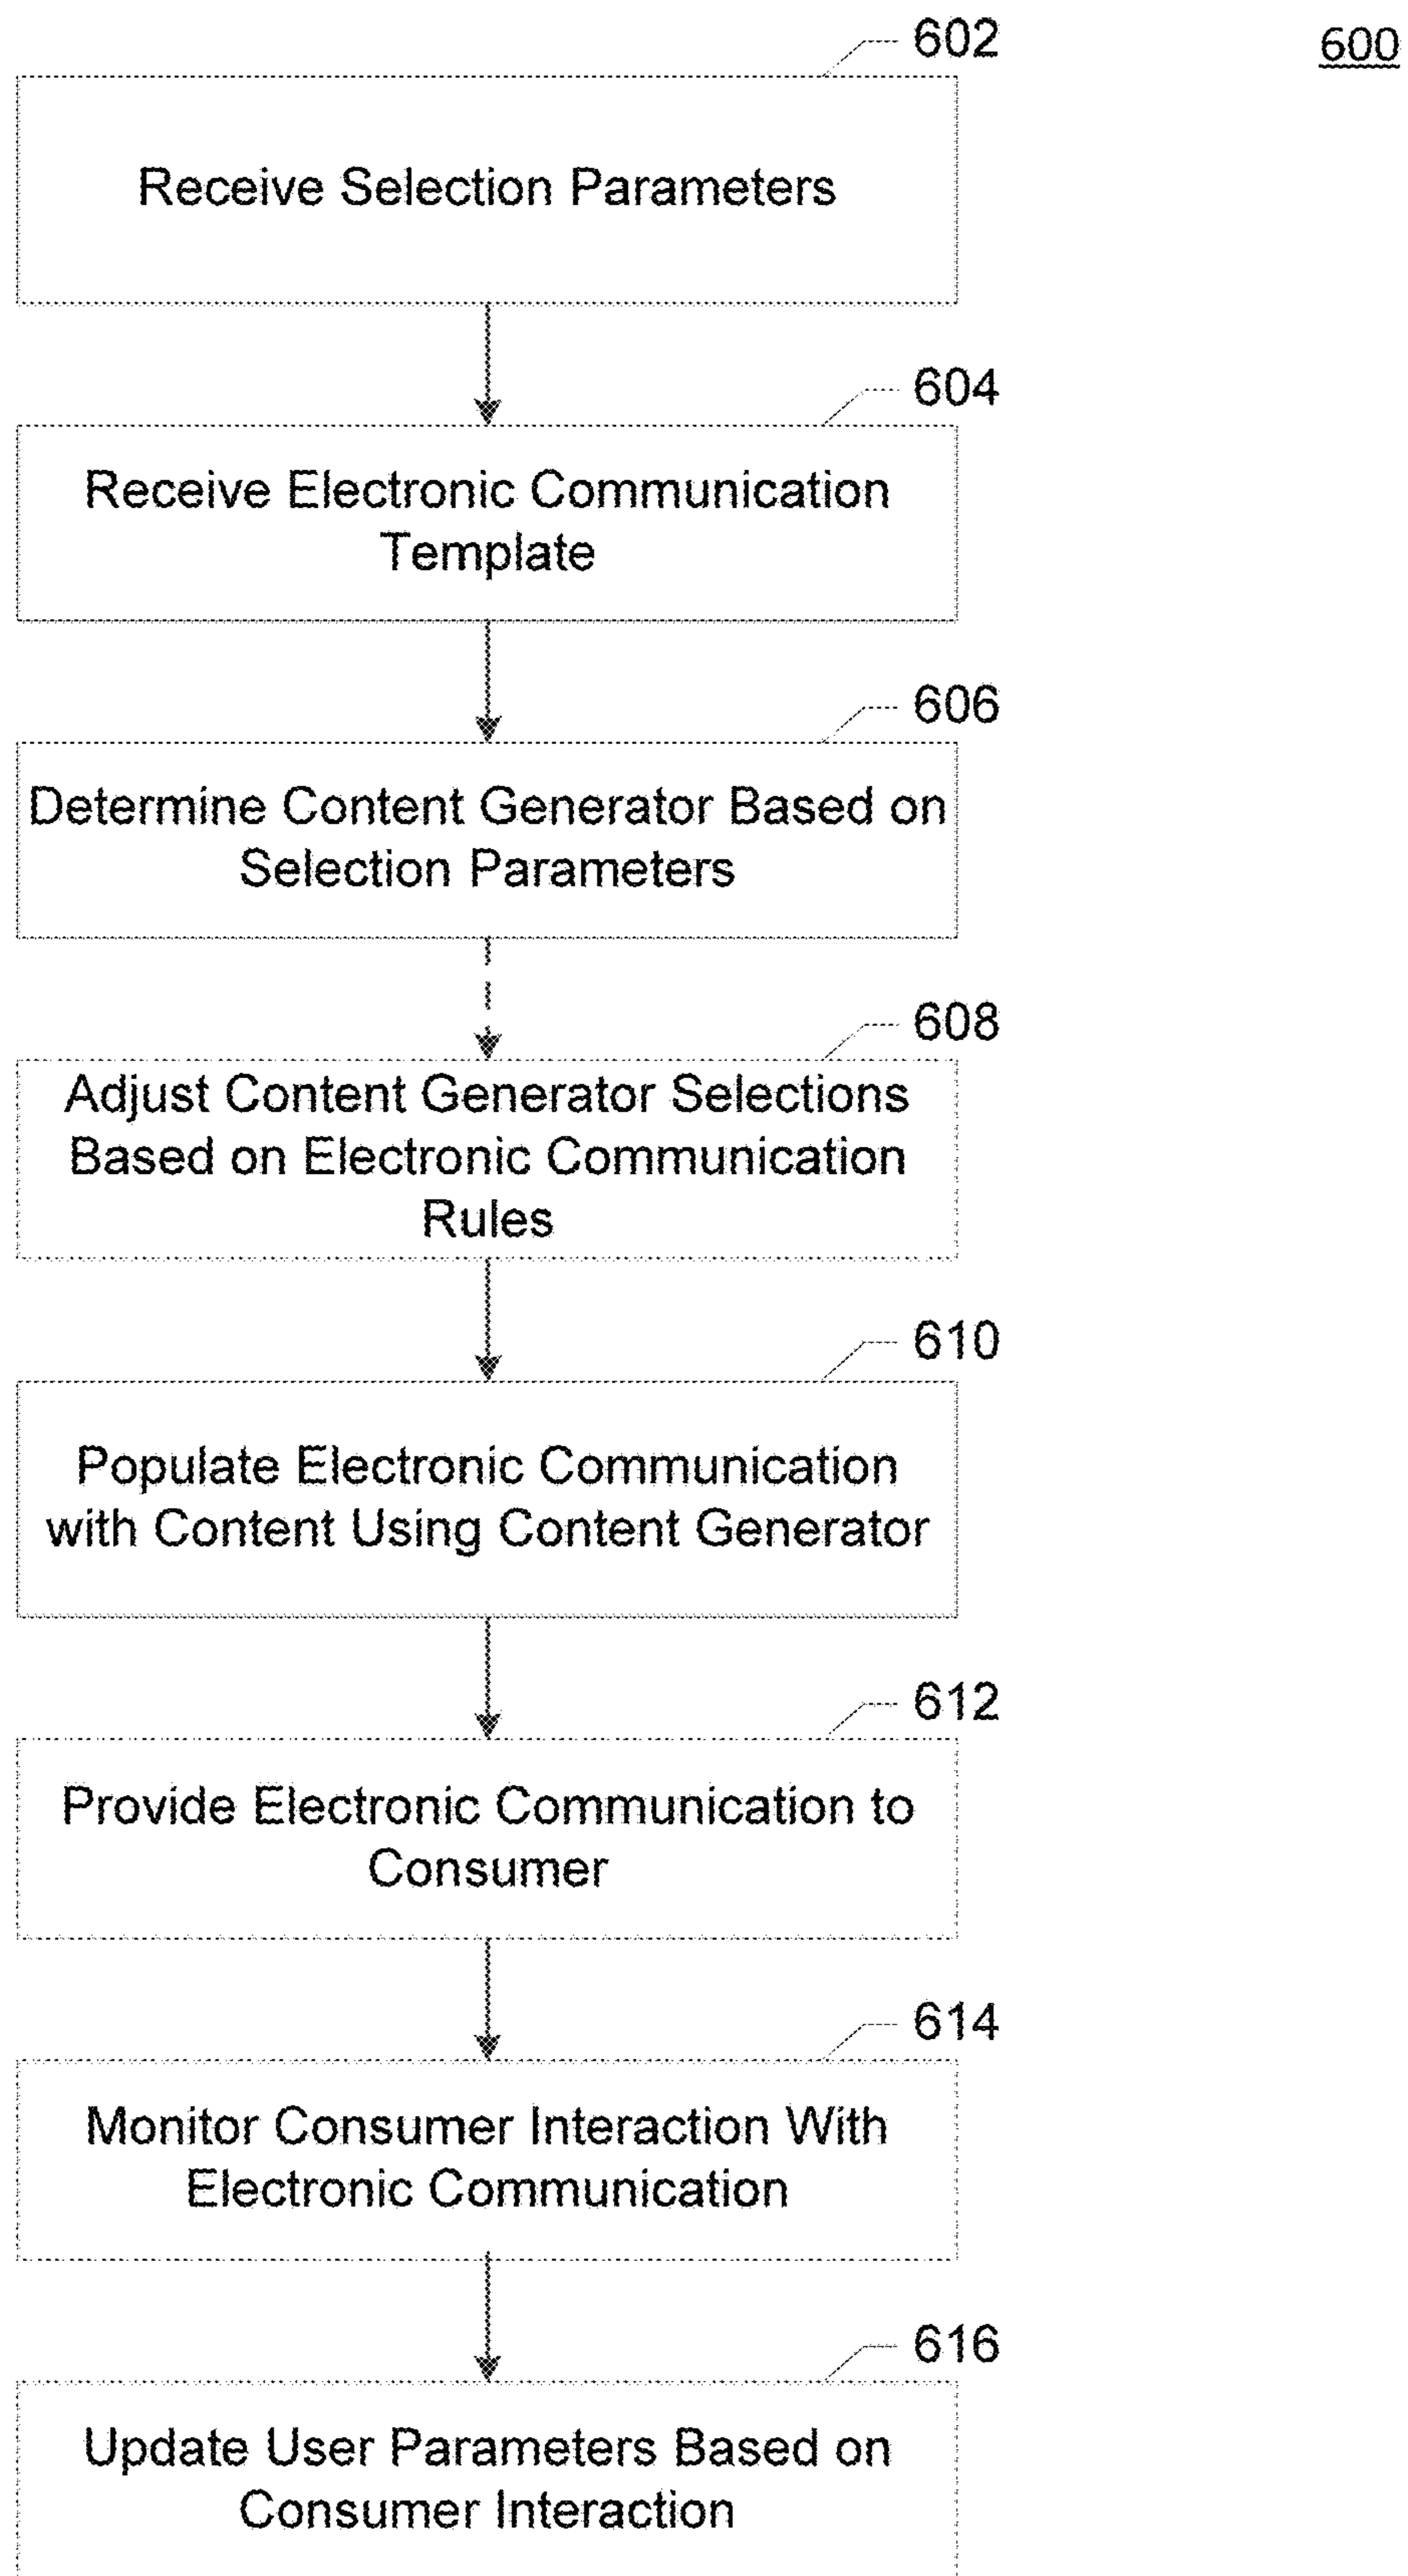 602
600
Receive Selection Parameters
604
Receive Electronic Communication
Template
606
Determine Content Generator Based on
Selection Parameters
608
Adjust Content Generator Selections
Based on Electronic Communication
Rules
610
Populate Electronic Communication
with Content Using Content Generator
612
Provide Electronic Communication to
Consumer
614
Monitor Consumer Interaction With
Electronic Communication
616
Update User Parameters Based on
Consumer Interaction